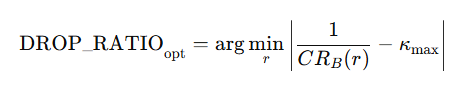 DROP_RATIO_opt = arg min_r | 1 / CR_B(r) − κ_max |